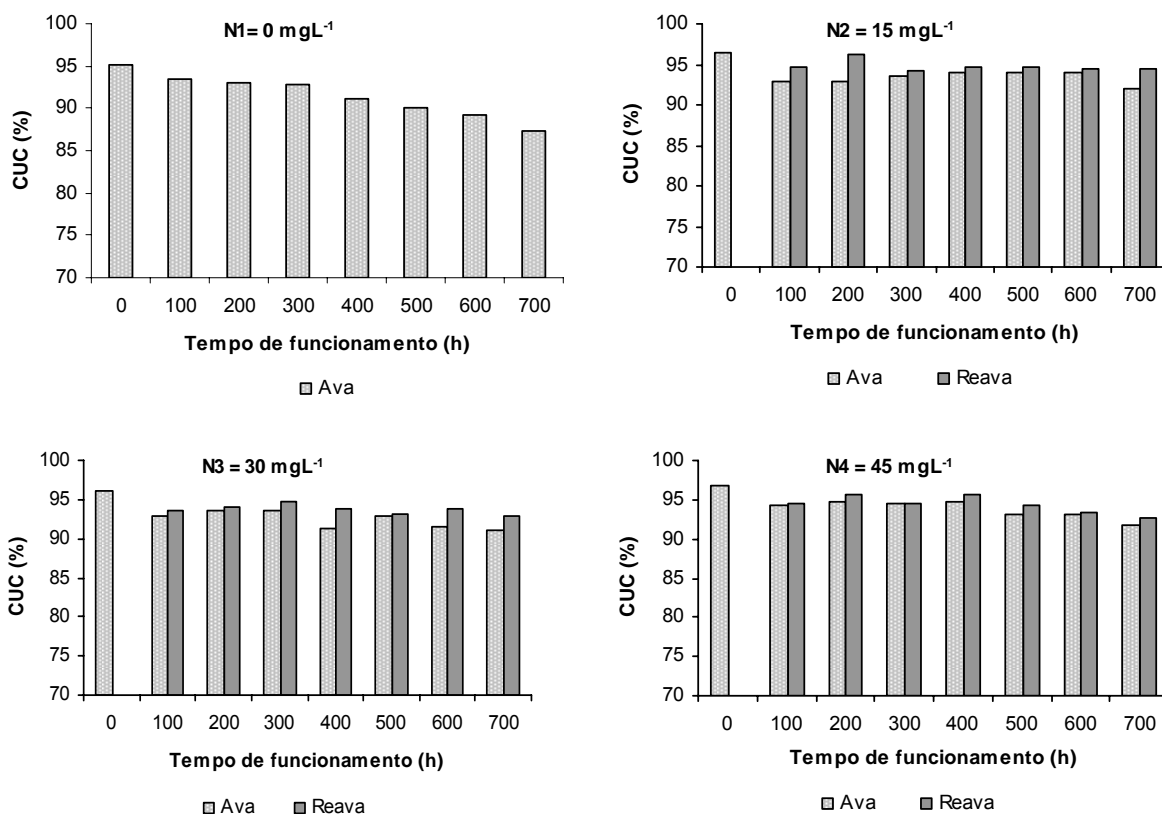 N1= 0 mgL-1
CUC (%)
100
95
90
85
80
75
70
0 100 200 300 400 500 600 700
Tempo de funcionamento (h)
Ava
N2 = 15 mgL-1
CUC (%)
100
95
90
85
80
75
70
0 100 200 300 400 500 600 700
Tempo de funcionamento (h)
Ava Reava
N3 = 30 mgL-1
CUC (%)
100
95
90
85
80
75
70
0 100 200 300 400 500 600 700
Tempo de funcionamento (h)
Ava Reava
N4 = 45 mgL-1
CUC (%)
100
95
90
85
80
75
70
0 100 200 300 400 500 600 700
Tempo de funcionamento (h)
Ava Reava